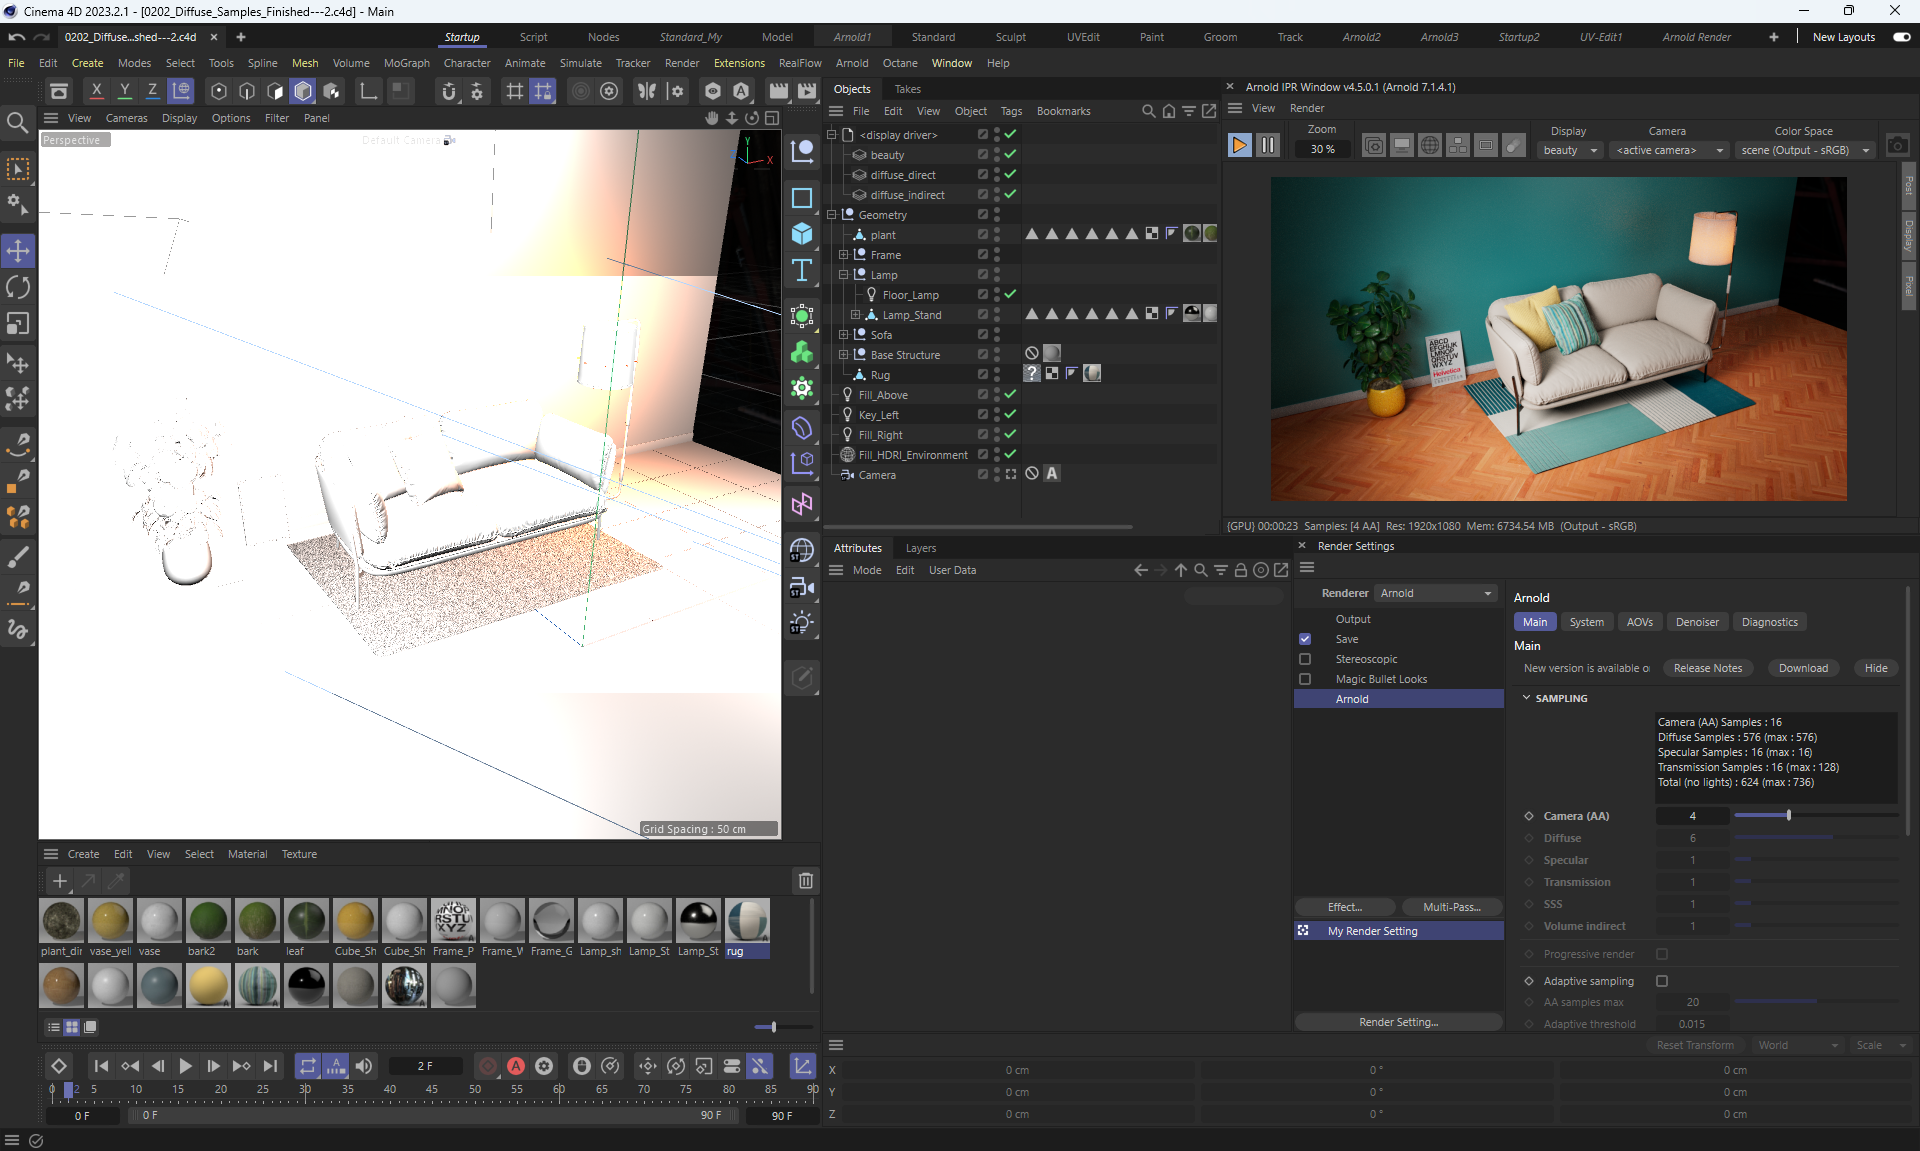 Cinema 4D 2023.2.1 - [0202_Diffuse_Samples_Finished---2.c4d] - Main
0202_Diffuse...shed---2.c4d
Startup Script Nodes Standard_My Model Arnold1 Standard Sculpt UVEdit Paint Groom Track Arnold2 Arnold3 Startup2 UV-Edit1 Arnold Render New Layouts
File Edit Create Modes Select Tools Spline Mesh Volume MoGraph Character Animate Simulate Tracker Render Extensions RealFlow Arnold Octane Window Help
X Y Z
View Cameras Display Options Filter Panel
Perspective
Default Camera
Y
X
Grid Spacing : 50 cm
Objects Takes
File Edit View Object Tags Bookmarks
<display driver>
beauty
diffuse_direct
diffuse_indirect
Geometry
plant
Frame
Lamp
Floor_Lamp
Lamp_Stand
Sofa
Base Structure
Rug
Fill_Above
Key_Left
Fill_Right
Fill_HDRI_Environment
Camera
Arnold IPR Window v4.5.0.1 (Arnold 7.1.4.1)
View Render
Zoom Display Camera Color Space
30 % beauty <active camera> scene (Output - sRGB)
Post
Display
Pixel
ABCD
EFGHIJK
LMNOP
QRSTUV
WXYZ
Helvetica
{GPU} 00:00:23 Samples: [4 AA] Res: 1920x1080 Mem: 6734.54 MB (Output - sRGB)
Attributes Layers
Mode Edit User Data
Render Settings
Renderer Arnold
Output
Save
Stereoscopic
Magic Bullet Looks
Arnold
Effect... Multi-Pass...
My Render Setting
Render Setting...
Arnold
Main System AOVs Denoiser Diagnostics
Main
New version is available o Release Notes Download Hide
SAMPLING
Camera (AA) Samples : 16
Diffuse Samples : 576 (max : 576)
Specular Samples : 16 (max : 16)
Transmission Samples : 16 (max : 128)
Total (no lights) : 624 (max : 736)
Camera (AA) 4
Diffuse 6
Specular 1
Transmission 1
SSS 1
Volume indirect 1
Progressive render
Adaptive sampling
AA samples max 20
Adaptive threshold 0.015
Create Edit View Select Material Texture
plant_dir vase_yell vase bark2 bark leaf Cube_Sh Cube_Sh Frame_P Frame_W Frame_G Lamp_sh Lamp_St Lamp_St rug
2 F
0 2 5 10 15 20 25 30 35 40 45 50 55 60 65 70 75 80 85 90
0 F 0 F 90 F 90 F
Reset Transform World Scale
X 0 cm 0 ° 0 cm
Y 0 cm 0 ° 0 cm
Z 0 cm 0 ° 0 cm